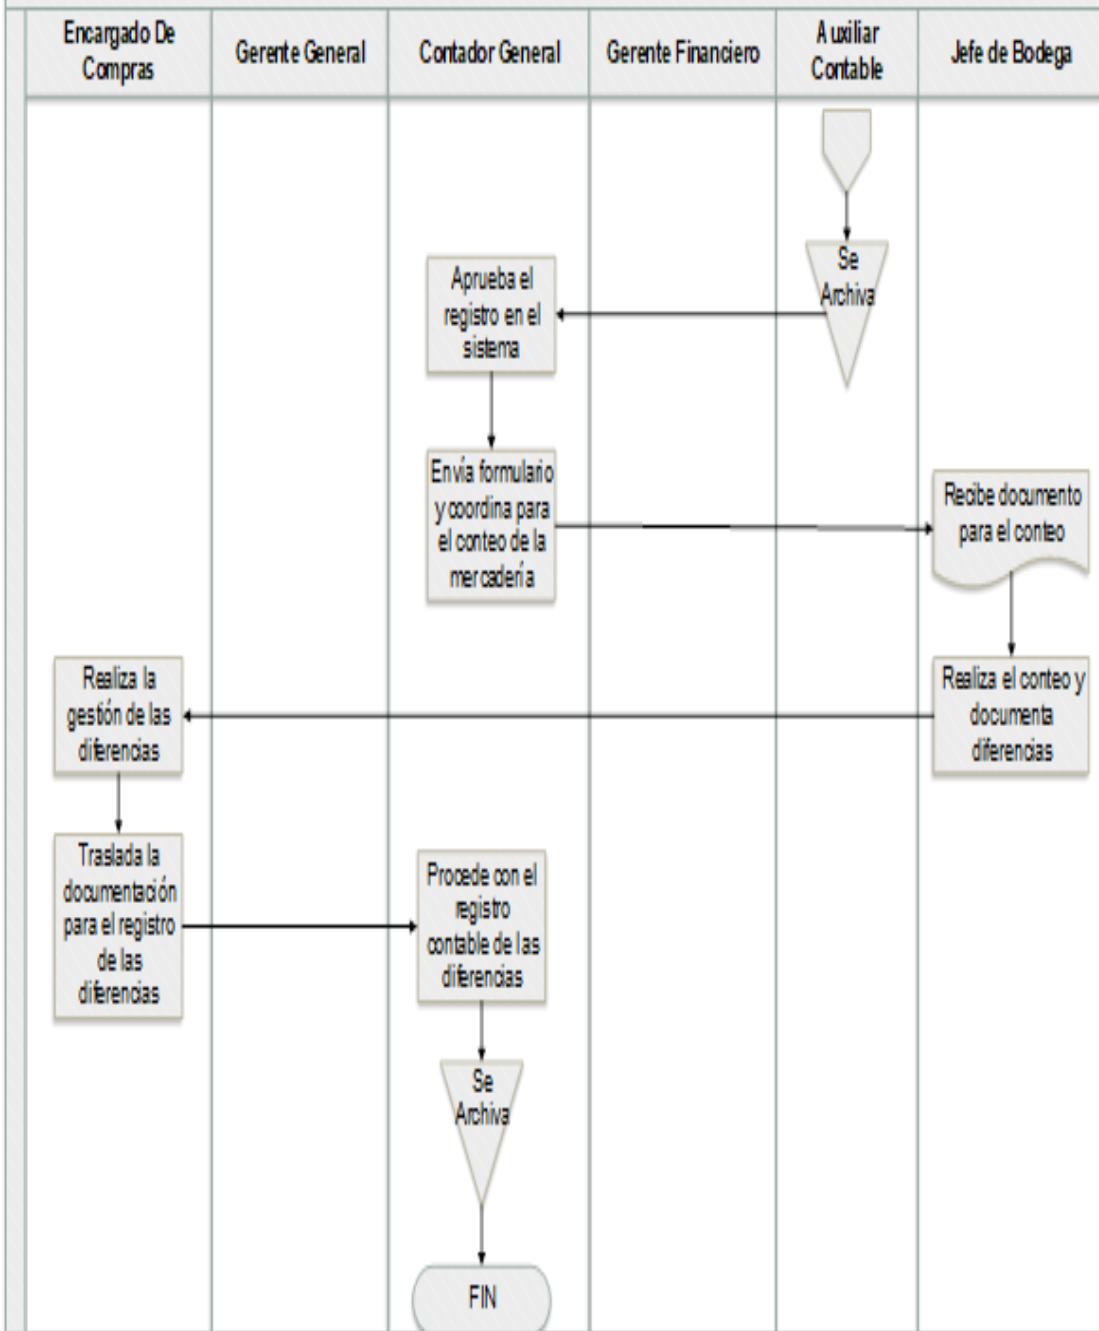 Encargado De
Compras
Gerente General
Contador General
Gerente Financiero
Auxiliar
Contable
Jefe de Bodega
Se
Archiva
Aprueba el
registro en el
sistema
Envía formulario
y coordina para
el conteo de la
mercadería
Recibe documento
para el conteo
Realiza el conteo y
documenta
diferencias
Realiza la
gestión de las
diferencias
Traslada la
documentación
para el registro
de las
diferencias
Procede con el
registro
contable de las
diferencias
Se
Archiva
FIN